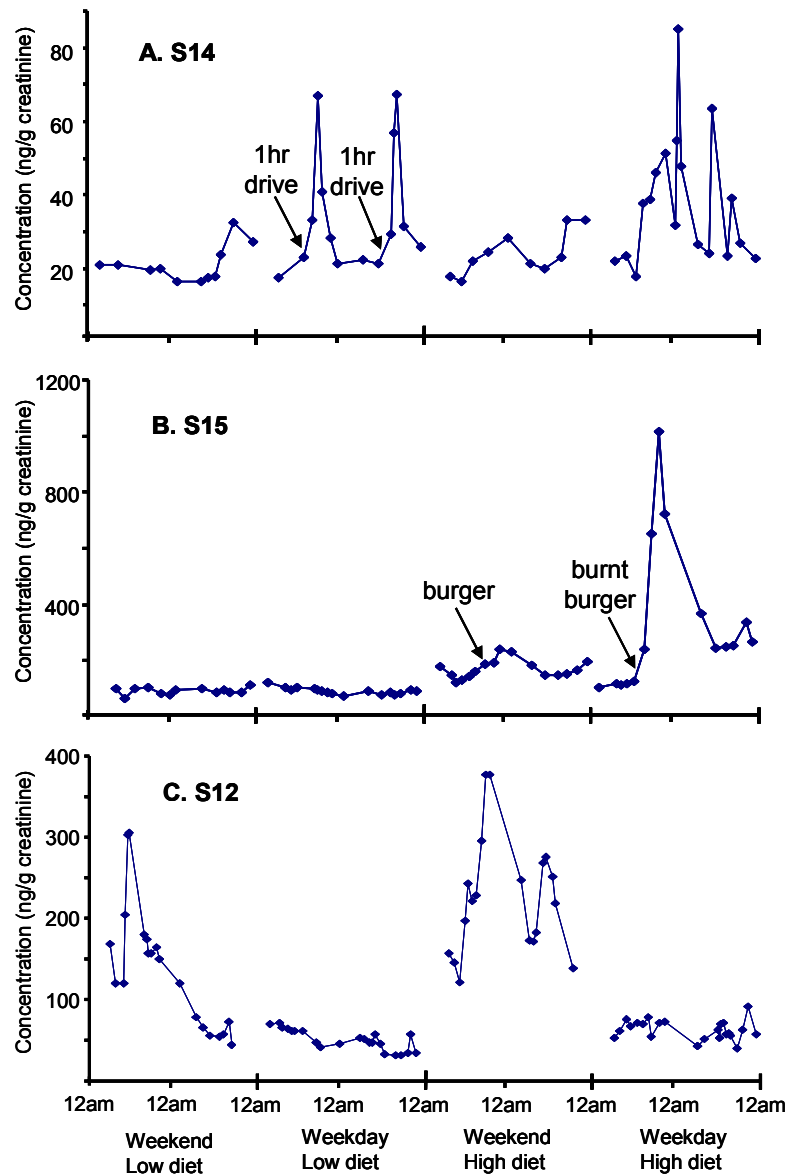 Concentration (ng/g creatinine)
80
60
40
20
A. S14
1hr
drive
1hr
drive
Concentration (ng/g creatinine)
1200
800
400
B. S15
burger
burnt
burger
Concentration (ng/g creatinine)
400
300
200
100
C. S12
12am 12am 12am 12am 12am 12am 12am 12am 12am
Weekend Weekday Weekend Weekday
Low diet Low diet High diet High diet